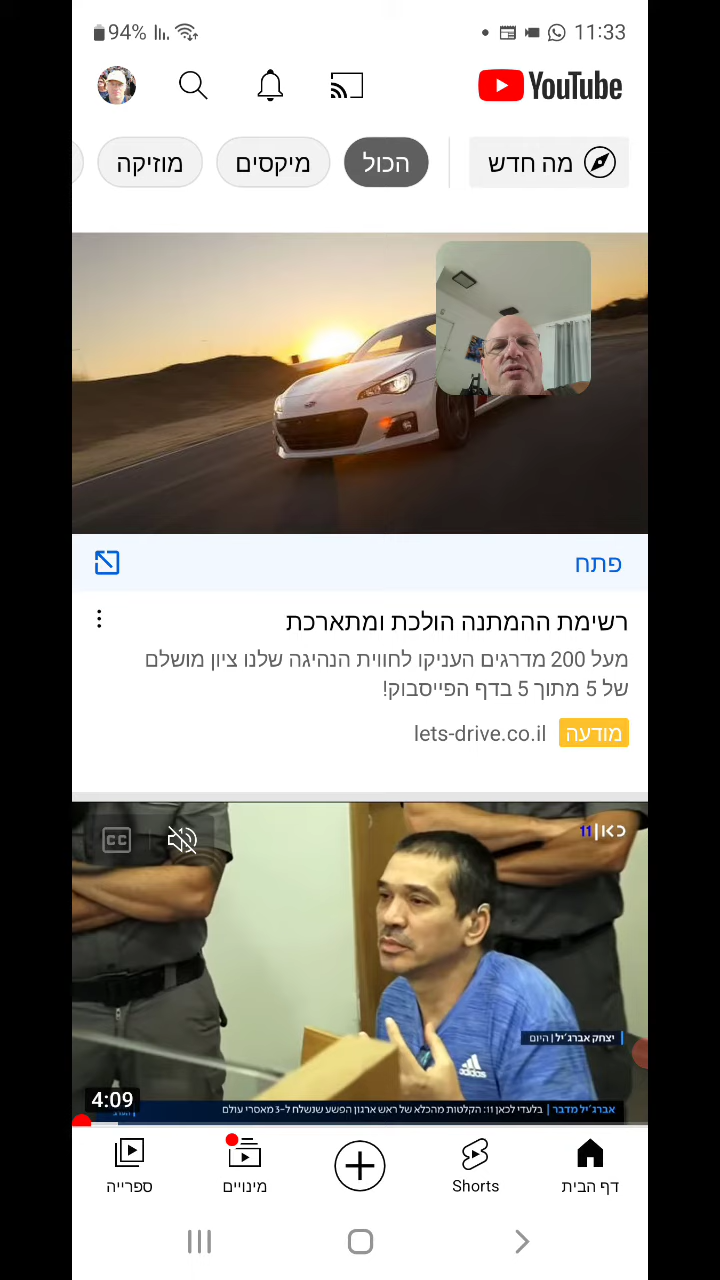 94%
11:33
YouTube
מה חדש
הכול
מיקסים
מוזיקה
פתח
רשימת ההמתנה הולכת ומתארכת
מעל 200 מדרגים העניקו לחווית הנהיגה שלנו ציון מושלם
של 5 מתוך 5 בדף הפייסבוק!
מודעה lets-drive.co.il
CC
כאן 11
יצחק אברג׳יל | היום
adidas
4:09
אברג׳יל מדבר | בלעדי לכאן 11: הקלטות מהכלא של ראש ארגון הפשע שנשלח ל-3 מאסרי עולם
דף הבית
Shorts
מינויים
ספרייה